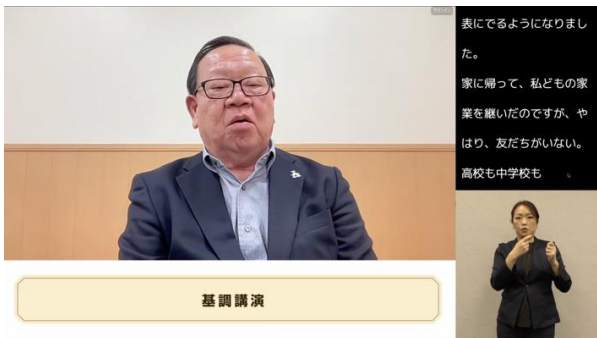 表にでるようになりまし
た。
家に帰って、私どもの家
業を継いだのですが、や
はり、友だちがいない。
高校も中学校も
基調講演